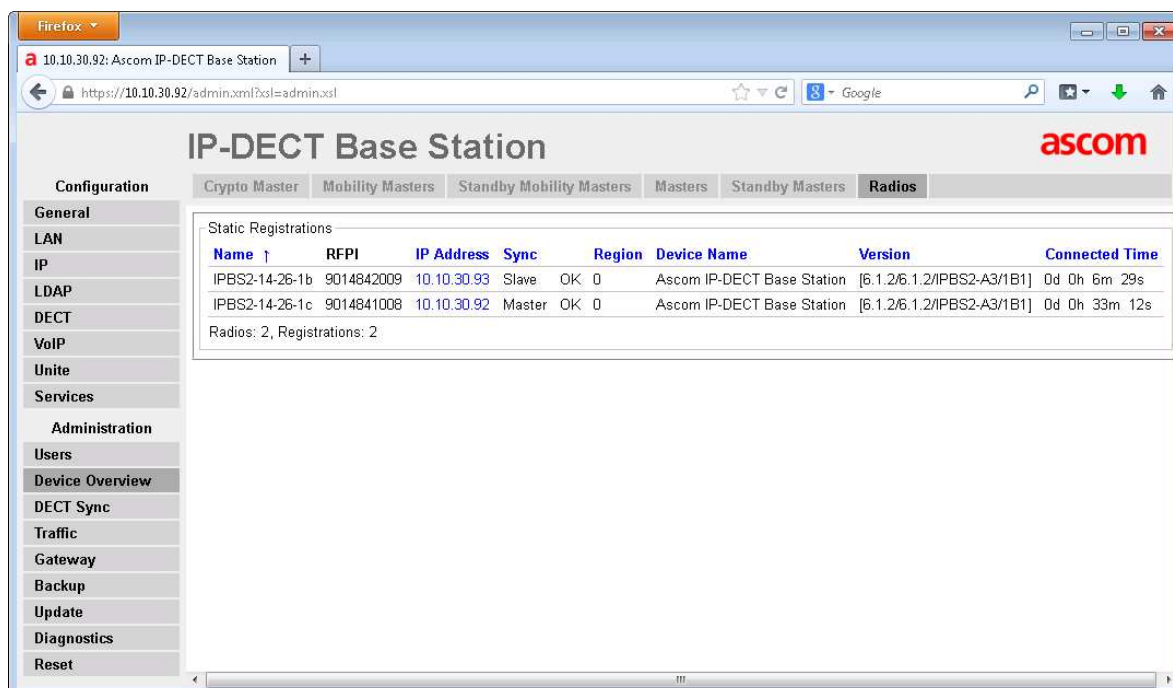 Firefox
a 10.10.30.92: Ascom IP-DECT Base Station +
https://10.10.30.92/admin.xml?xsl=admin.xsl 8 Google
IP-DECT Base Station
ascom
Configuration
Crypto Master Mobility Masters Standby Mobility Masters Masters Standby Masters Radios
General
LAN
IP
LDAP
DECT
VoIP
Unite
Services
Administration
Users
Device Overview
DECT Sync
Traffic
Gateway
Backup
Update
Diagnostics
Reset
Static Registrations
Name ↑ RFPI IP Address Sync Region Device Name Version Connected Time
IPBS2-14-26-1b 9014842009 10.10.30.93 Slave OK 0 Ascom IP-DECT Base Station [6.1.2/6.1.2/IPBS2-A3/1B1] 0d 0h 6m 29s
IPBS2-14-26-1c 9014841008 10.10.30.92 Master OK 0 Ascom IP-DECT Base Station [6.1.2/6.1.2/IPBS2-A3/1B1] 0d 0h 33m 12s
Radios: 2, Registrations: 2